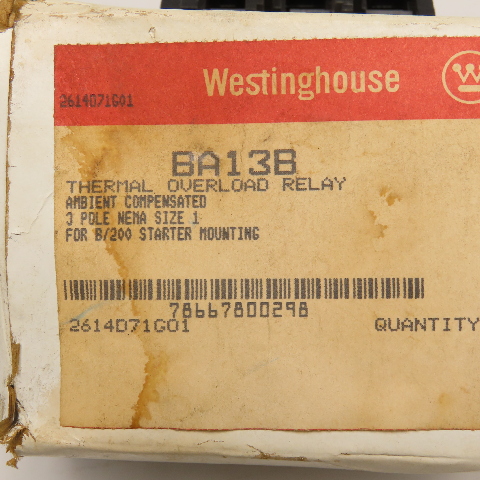 Westinghouse
W
2614D71G01
BA13B
THERMAL OVERLOAD RELAY
AMBIENT COMPENSATED
3 POLE NEMA SIZE 1
FOR B/200 STARTER MOUNTING
78667800298
2614D71G01 QUANTITY